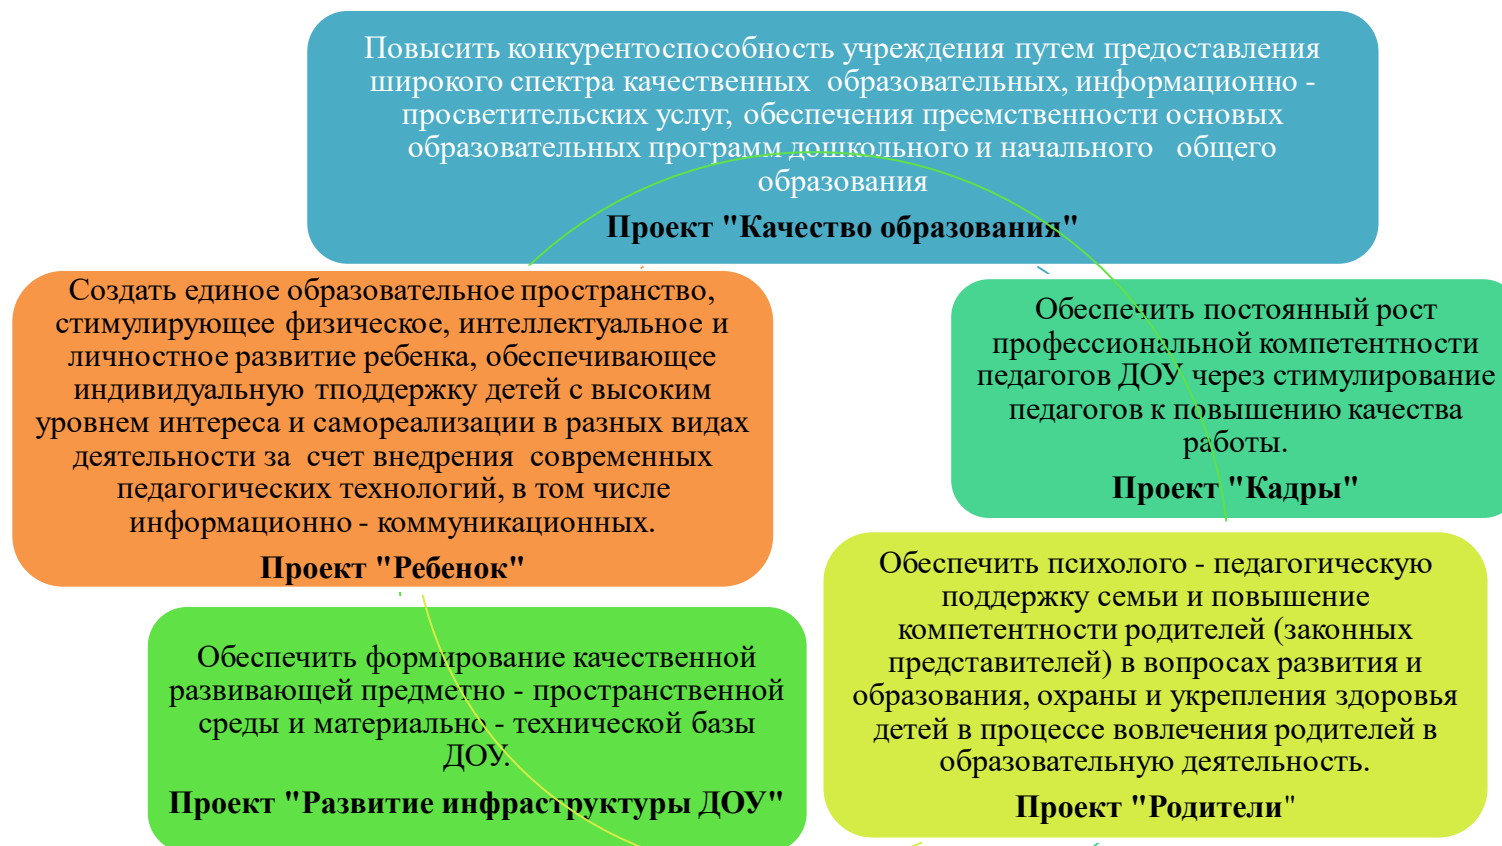 Повысить конкурентоспособность учреждения путем предоставления
широкого спектра качественных образовательных, информационно -
просветительских услуг, обеспечения преемственности основых
образовательных программ дошкольного и начального общего
образования
Проект "Качество образования"
Создать единое образовательное пространство,
стимулирующее физическое, интеллектуальное и
личностное развитие ребенка, обеспечивающее
индивидуальную тподдержку детей с высоким
уровнем интереса и самореализации в разных видах
деятельности за счет внедрения современных
педагогических технологий, в том числе
информационно - коммуникационных.
Проект "Ребенок"
Обеспечить постоянный рост
профессиональной компетентности
педагогов ДОУ через стимулирование
педагогов к повышению качества
работы.
Проект "Кадры"
Обеспечить формирование качественной
развивающей предметно - пространственной
среды и материально - технической базы
ДОУ.
Проект "Развитие инфраструктуры ДОУ"
Обеспечить психолого - педагогическую
поддержку семьи и повышение
компетентности родителей (законных
представителей) в вопросах развития и
образования, охраны и укрепления здоровья
детей в процессе вовлечения родителей в
образовательную деятельность.
Проект "Родители"